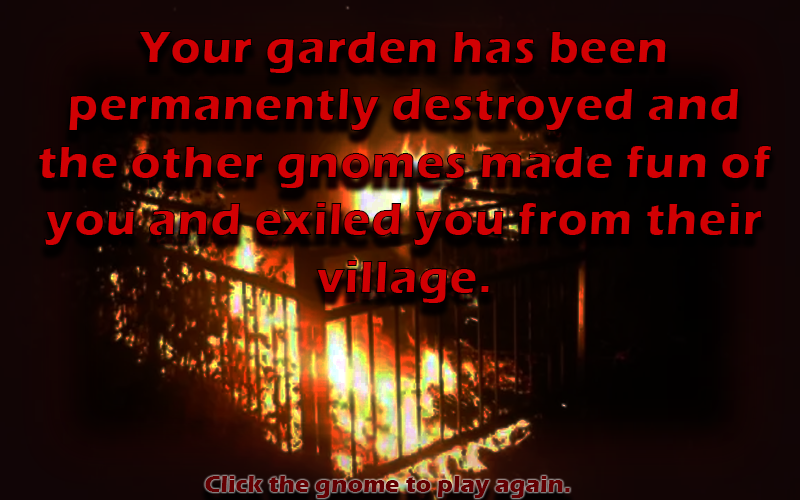 Your garden has been
permanently destroyed and
the other gnomes made fun of
you and exiled you from their
village.
Click the gnome to play again.